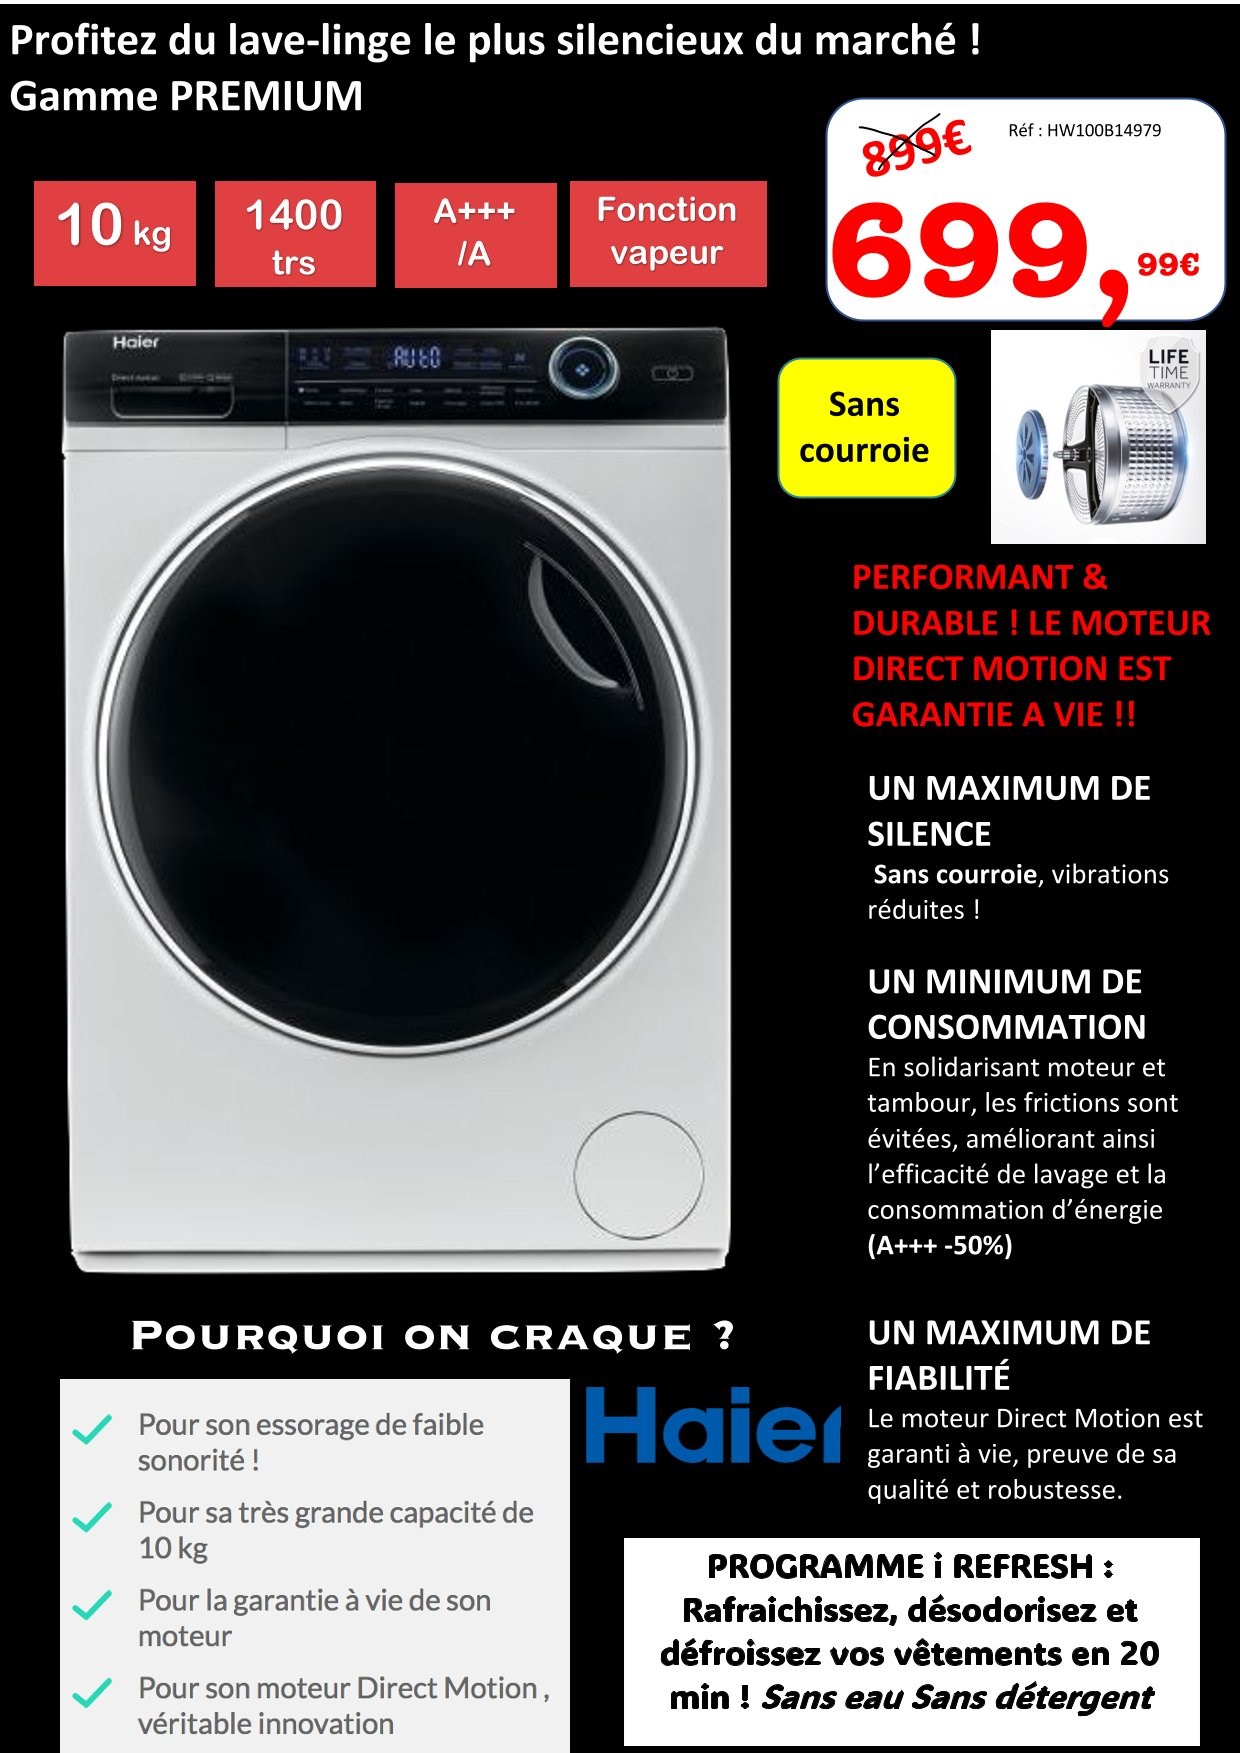 Profitez du lave-linge le plus silencieux du marché !
Gamme PREMIUM
899€
Réf : HW100B14979
699,99€
10 kg
1400
trs
A+++
/A
Fonction
vapeur
Haier
AUTO
Sans
courroie
LIFE
TIME
WARRANTY
PERFORMANT &
DURABLE ! LE MOTEUR
DIRECT MOTION EST
GARANTIE A VIE !!
UN MAXIMUM DE
SILENCE
Sans courroie, vibrations
réduites !
UN MINIMUM DE
CONSOMMATION
En solidarisant moteur et
tambour, les frictions sont
évitées, améliorant ainsi
l’efficacité de lavage et la
consommation d’énergie
(A+++ -50%)
UN MAXIMUM DE
FIABILITÉ
Le moteur Direct Motion est
garanti à vie, preuve de sa
qualité et robustesse.
POURQUOI ON CRAQUE ?
Pour son essorage de faible
sonorité !
Pour sa très grande capacité de
10 kg
Pour la garantie à vie de son
moteur
Pour son moteur Direct Motion ,
véritable innovation
Haier
PROGRAMME i REFRESH :
Rafraichissez, désodorisez et
défroissez vos vêtements en 20
min ! Sans eau Sans détergent